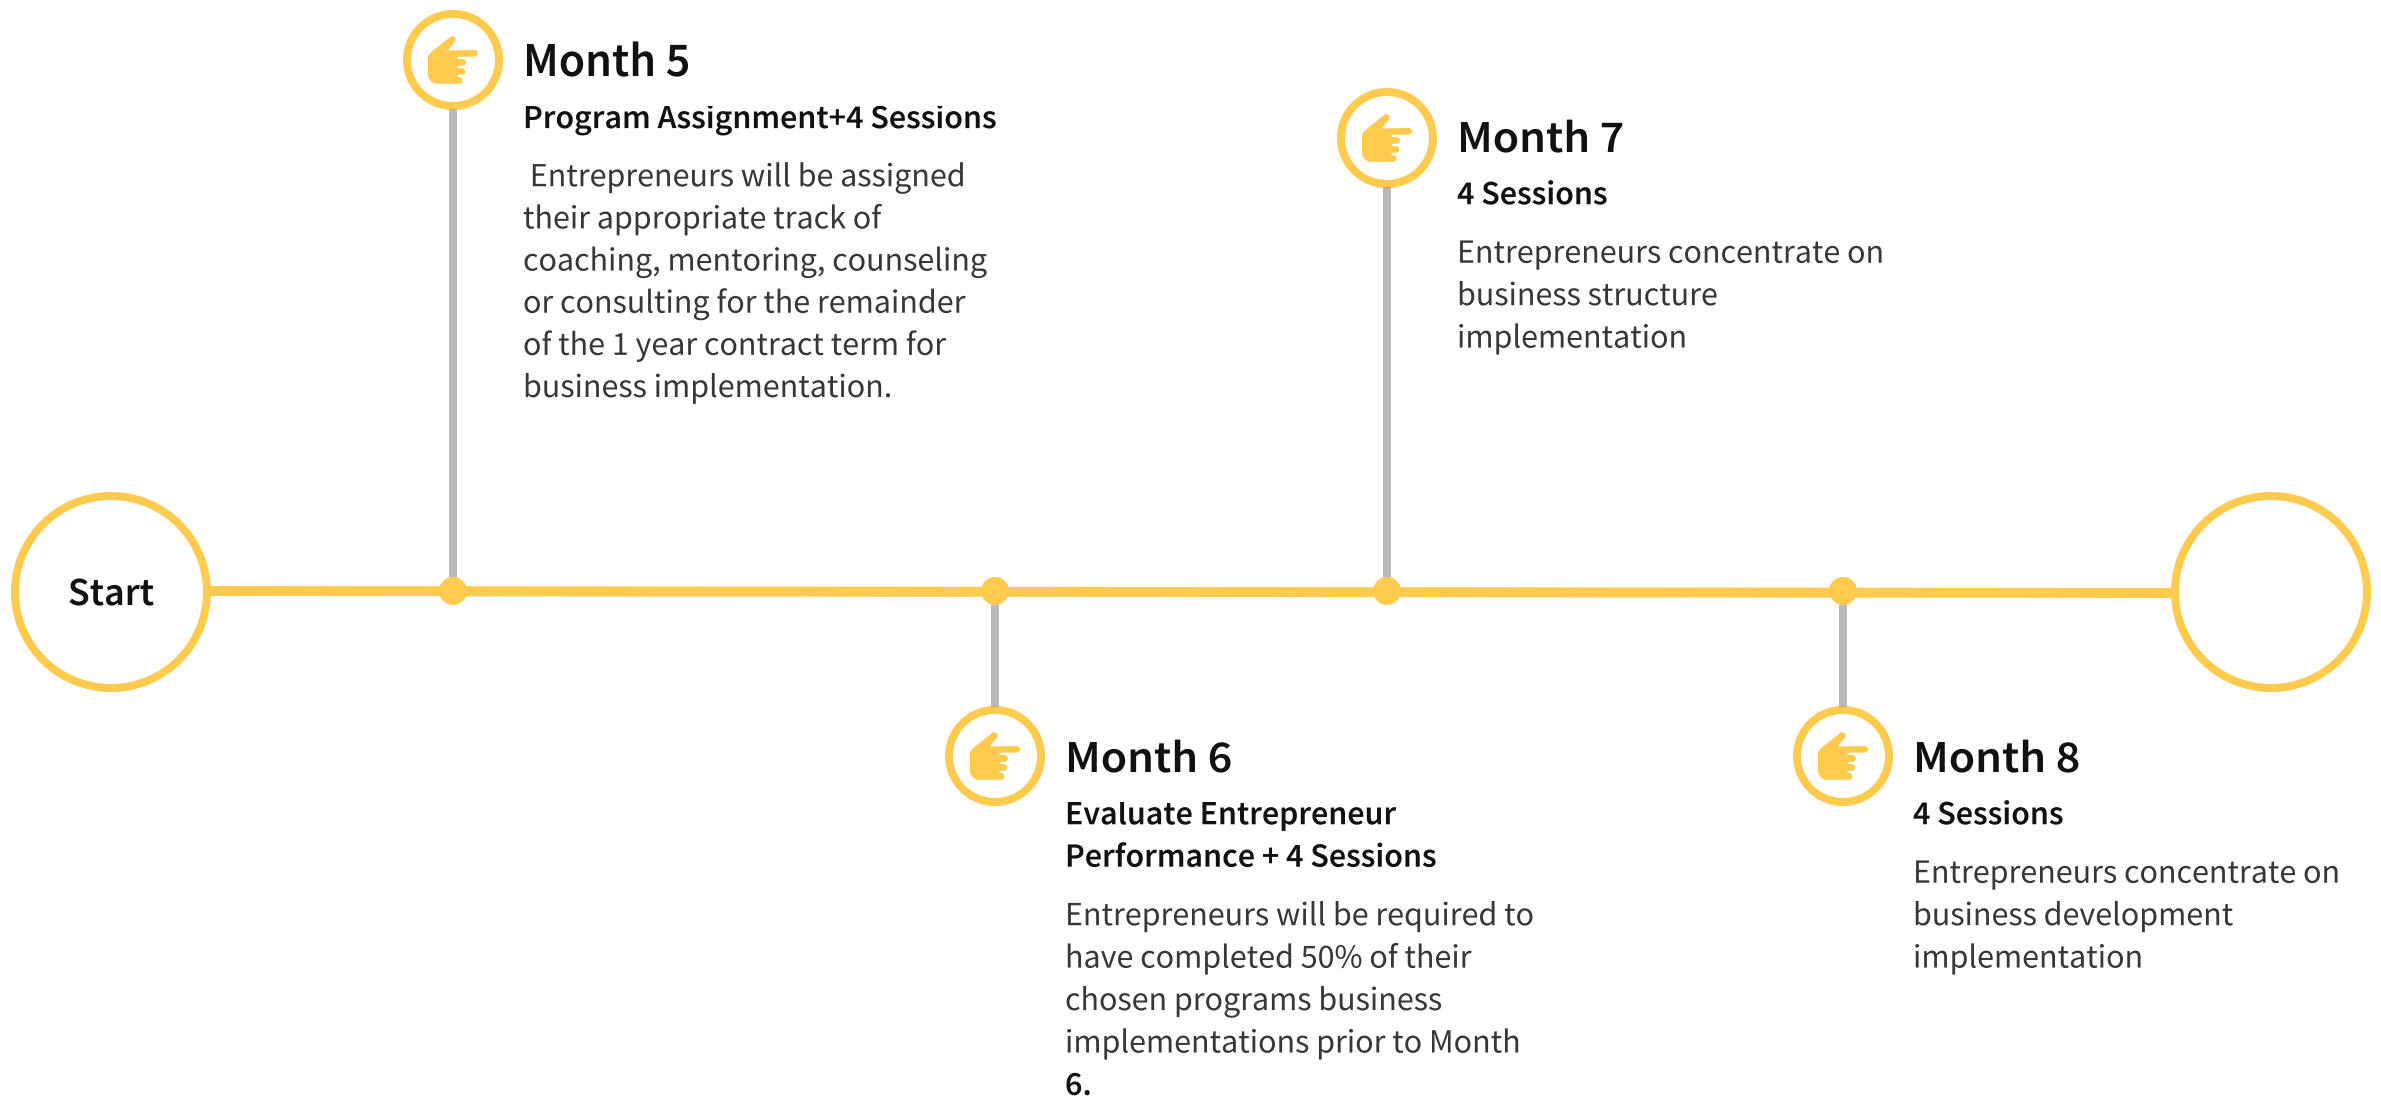 Month 5
Program Assignment+4 Sessions
Entrepreneurs will be assigned
their appropriate track of
coaching, mentoring, counseling
or consulting for the remainder
of the 1 year contract term for
business implementation.
Month 7
4 Sessions
Entrepreneurs concentrate on
business structure
implementation
Start
Month 6
Evaluate Entrepreneur
Performance + 4 Sessions
Entrepreneurs will be required to
have completed 50% of their
chosen programs business
implementations prior to Month
6.
Month 8
4 Sessions
Entrepreneurs concentrate on
business development
implementation